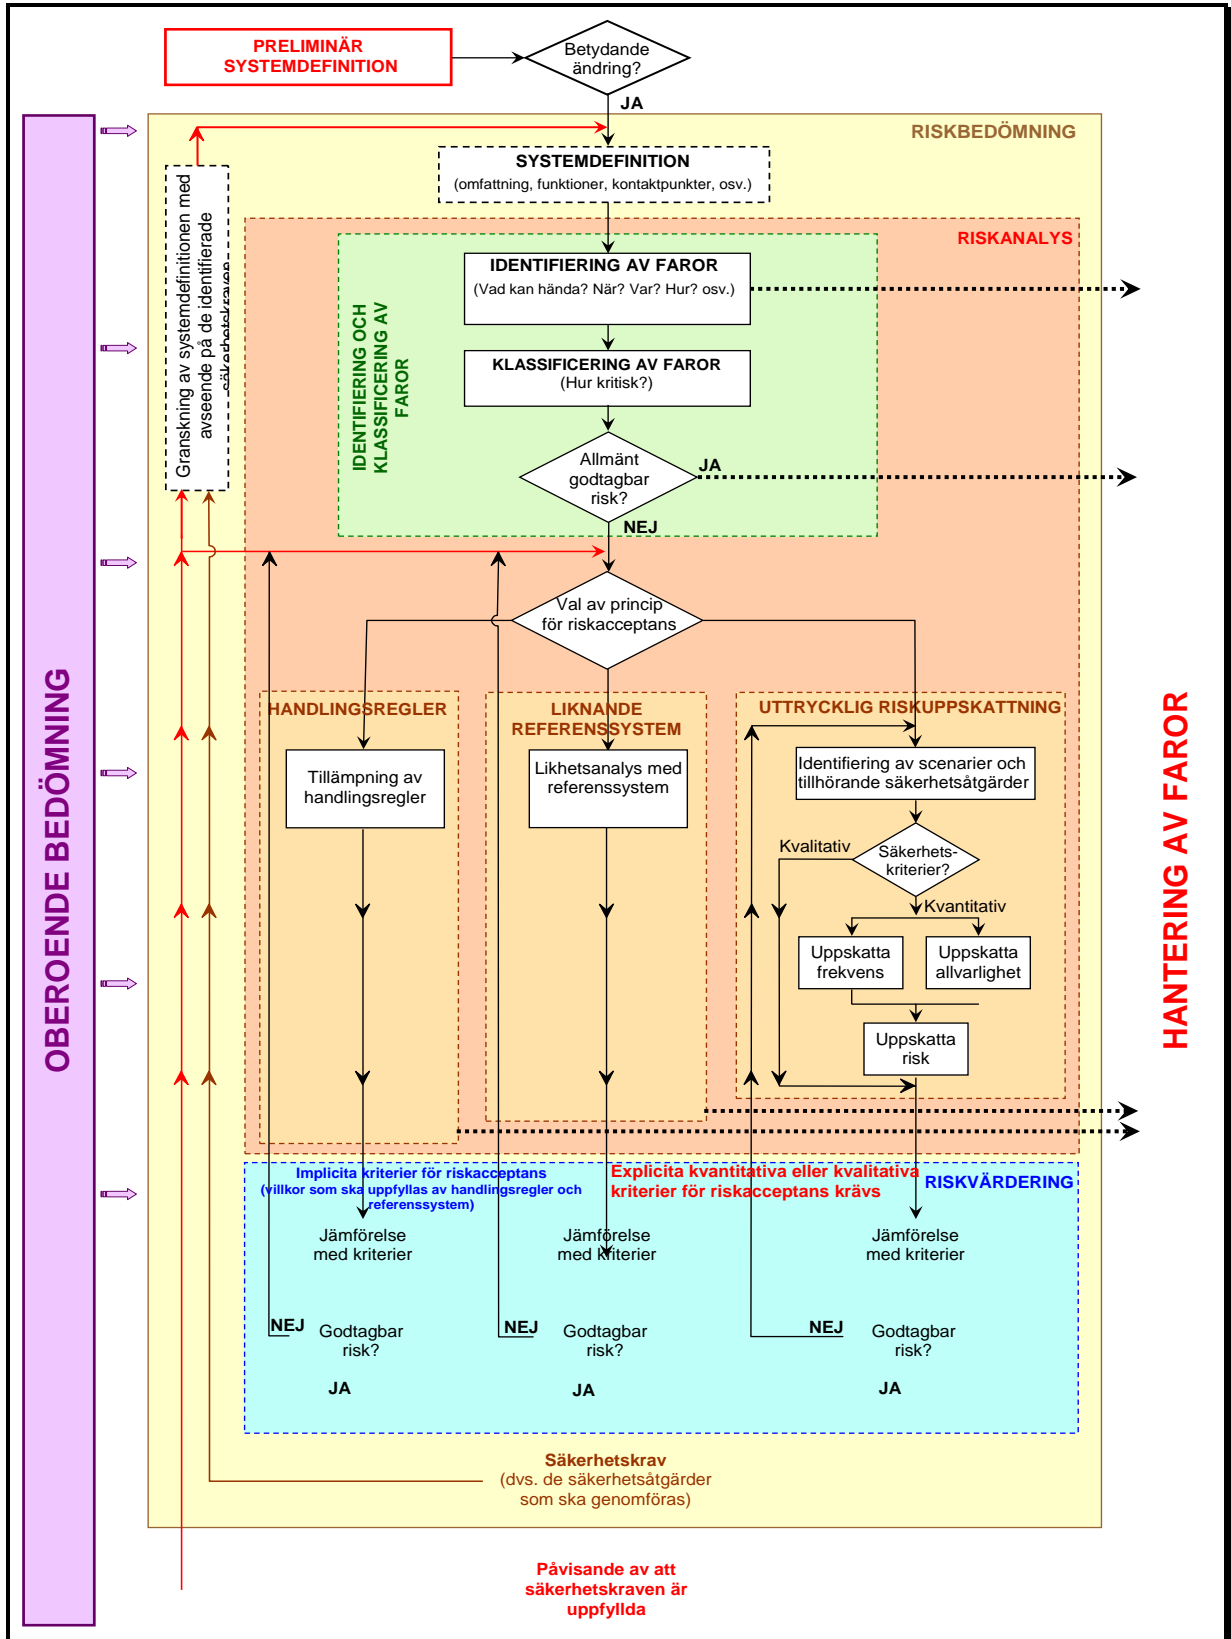 PRELIMINÄR
SYSTEMDEFINITION
Betydande
ändring?
JA
RISKBEDÖMNING
SYSTEMDEFINITION
(omfattning, funktioner, kontaktpunkter, osv.)
Granskning av systemdefinitionen med
avseende på de identifierade
säkerhetskraven
RISKANALYS
IDENTIFIERING OCH
KLASSIFICERING AV
FAROR
IDENTIFIERING AV FAROR
(Vad kan hända? När? Var? Hur? osv.)
KLASSIFICERING AV FAROR
(Hur kritisk?)
Allmänt
godtagbar
risk?
JA
NEJ
Val av princip
för riskacceptans
OBEROENDE BEDÖMNING
HANTERING AV FAROR
HANDLINGSREGLER
Tillämpning av
handlingsregler
LIKNANDE
REFERENSSYSTEM
Likhetsanalys med
referenssystem
UTTRYCKLIG RISKUPPSKATTNING
Identifiering av scenarier och
tillhörande säkerhetsåtgärder
Kvalitativ
Säkerhets-
kriterier?
Kvantitativ
Uppskatta
frekvens
Uppskatta
allvarlighet
Uppskatta
risk
Implicita kriterier för riskacceptans
(villkor som ska uppfyllas av handlingsregler och
referenssystem)
Explicita kvantitativa eller kvalitativa
kriterier för riskacceptans krävs
RISKVÄRDERING
Jämförelse
med kriterier
Jämförelse
med kriterier
Jämförelse
med kriterier
NEJ
Godtagbar
risk?
JA
NEJ
Godtagbar
risk?
JA
NEJ
Godtagbar
risk?
JA
Säkerhetskrav
(dvs. de säkerhetsåtgärder
som ska genomföras)
Påvisande av att
säkerhetskraven är
uppfyllda